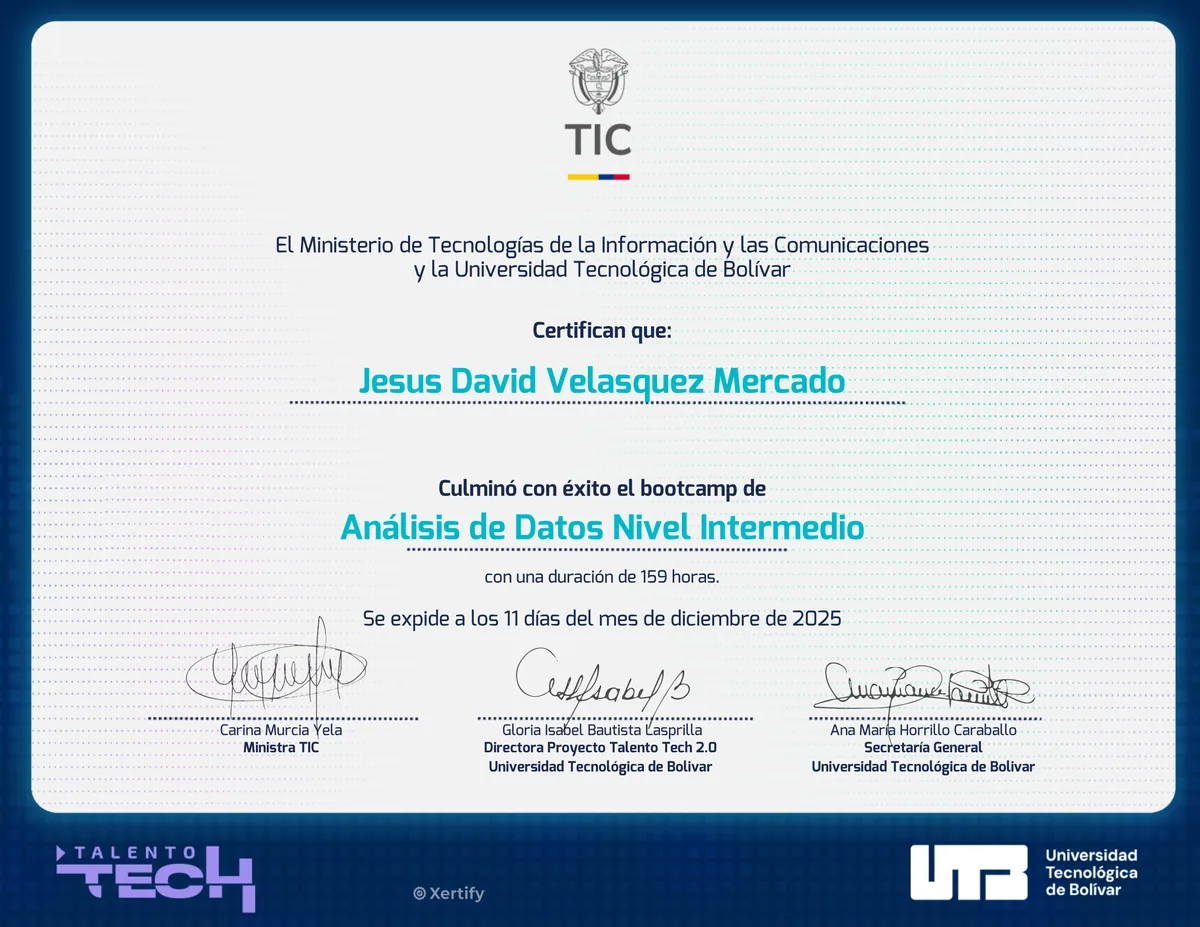 TIC
El Ministerio de Tecnologías de la Información y las Comunicaciones
y la Universidad Tecnológica de Bolívar
Certifican que:
Jesus David Velasquez Mercado
Culminó con éxito el bootcamp de
Análisis de Datos Nivel Intermedio
con una duración de 159 horas.
Se expide a los 11 días del mes de diciembre de 2025
Carina Murcia Yela
Ministra TIC
Gloria Isabel Bautista Lasprilla
Directora Proyecto Talento Tech 2.0
Universidad Tecnológica de Bolivar
Ana María Horrillo Caraballo
Secretaría General
Universidad Tecnológica de Bolivar
TALENTO
TECH
Xertify
UTB
Universidad
Tecnológica
de Bolívar